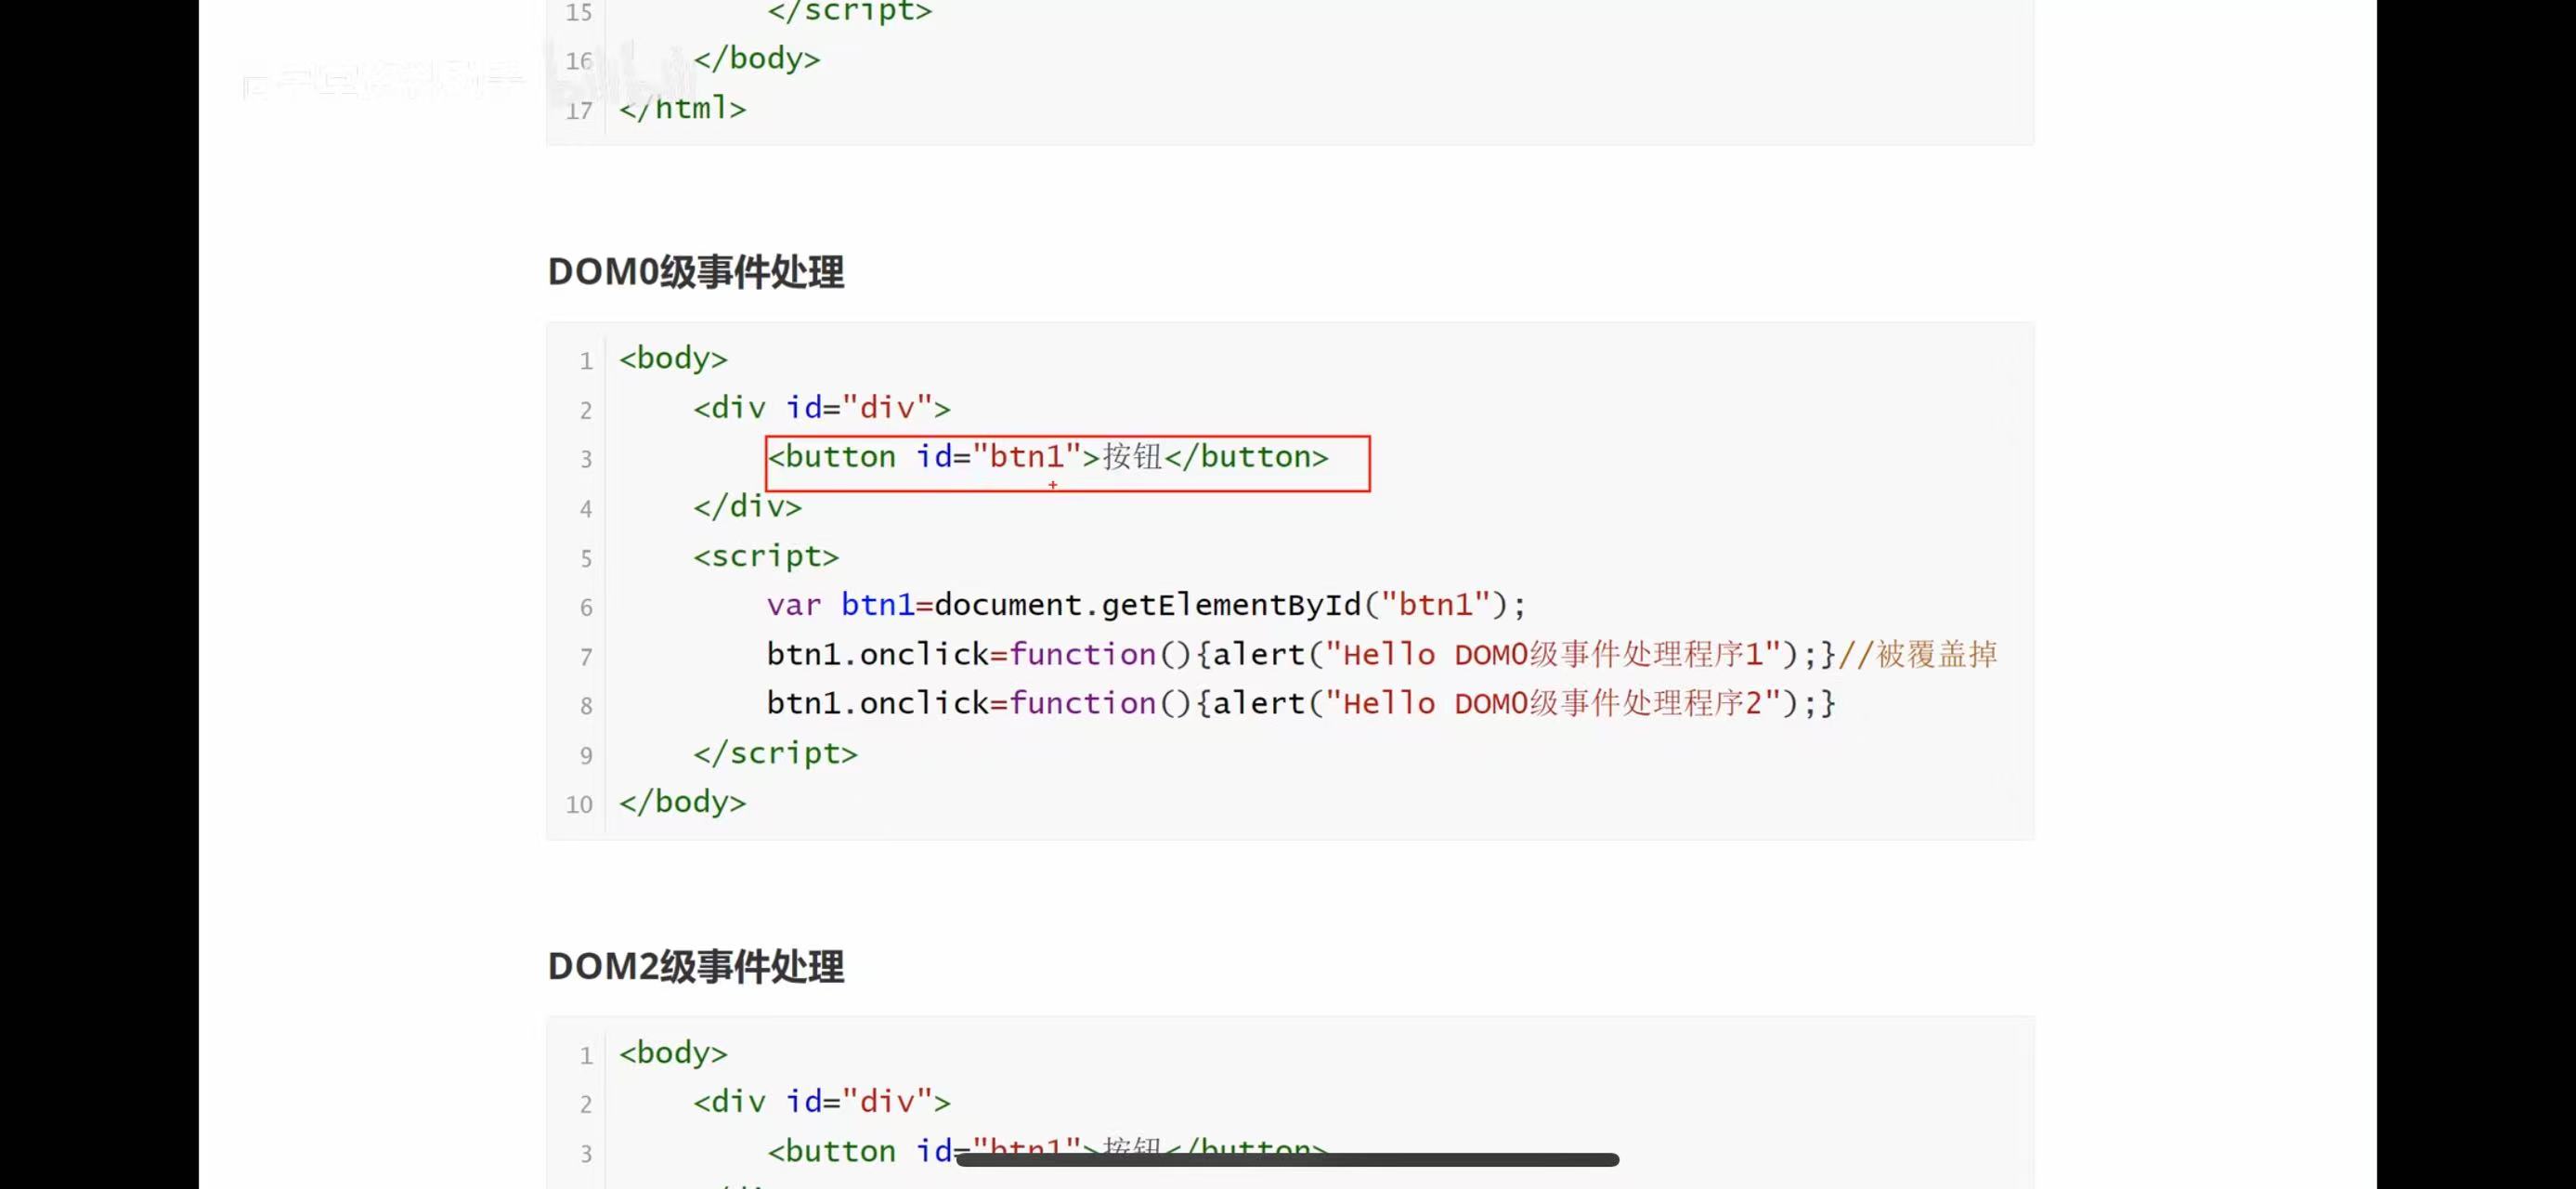 15 </script>
16 </body>
17 </html>
DOM0级事件处理
1 <body>
2 <div id="div">
3 <button id="btn1">按钮</button>
4 </div>
5 <script>
6 var btn1=document.getElementById("btn1");
7 btn1.onclick=function(){alert("Hello DOM0级事件处理程序1");}//被覆盖掉
8 btn1.onclick=function(){alert("Hello DOM0级事件处理程序2");}
9 </script>
10 </body>
DOM2级事件处理
1 <body>
2 <div id="div">
3 <button id="btn1">按钮</button>